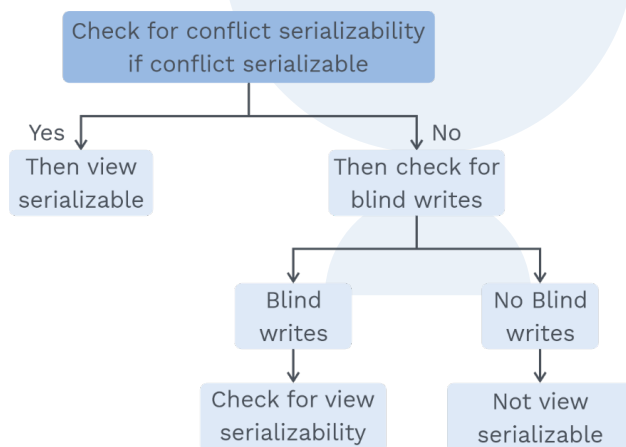 Check for conflict serializability
if conflict serializable
Yes
No
Then view
serializable
Then check for
blind writes
Blind
writes
No Blind
writes
Check for view
serializability
Not view
serializable